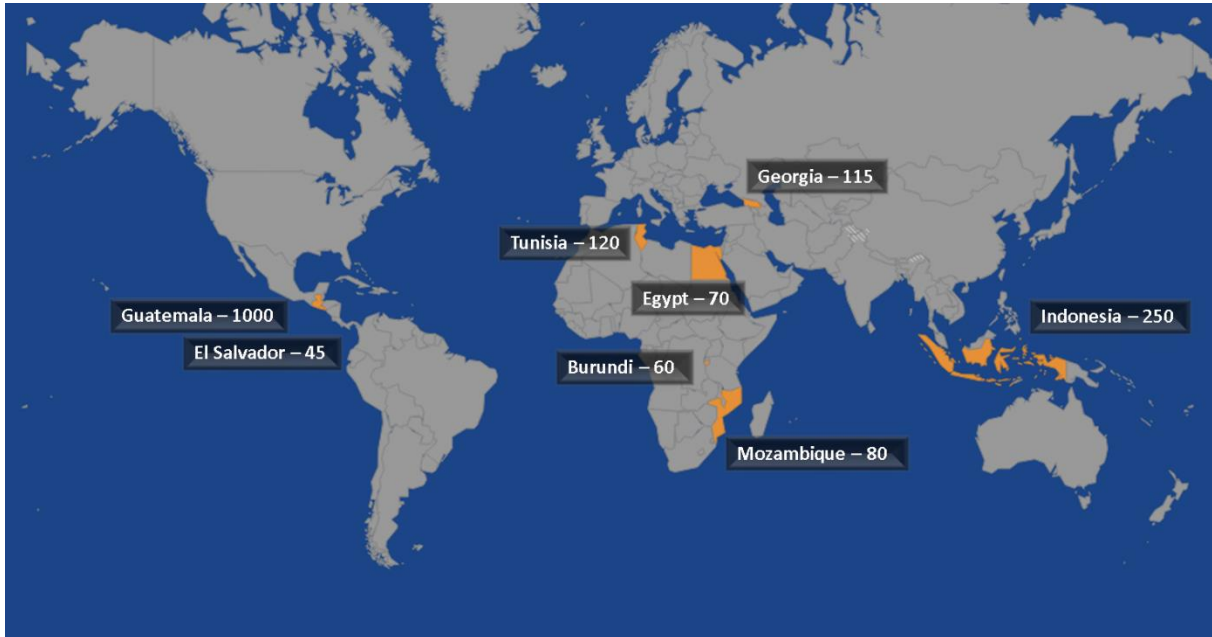 Georgia – 115
Tunisia – 120
Egypt – 70
Guatemala – 1000
Indonesia – 250
El Salvador – 45
Burundi – 60
Mozambique – 80